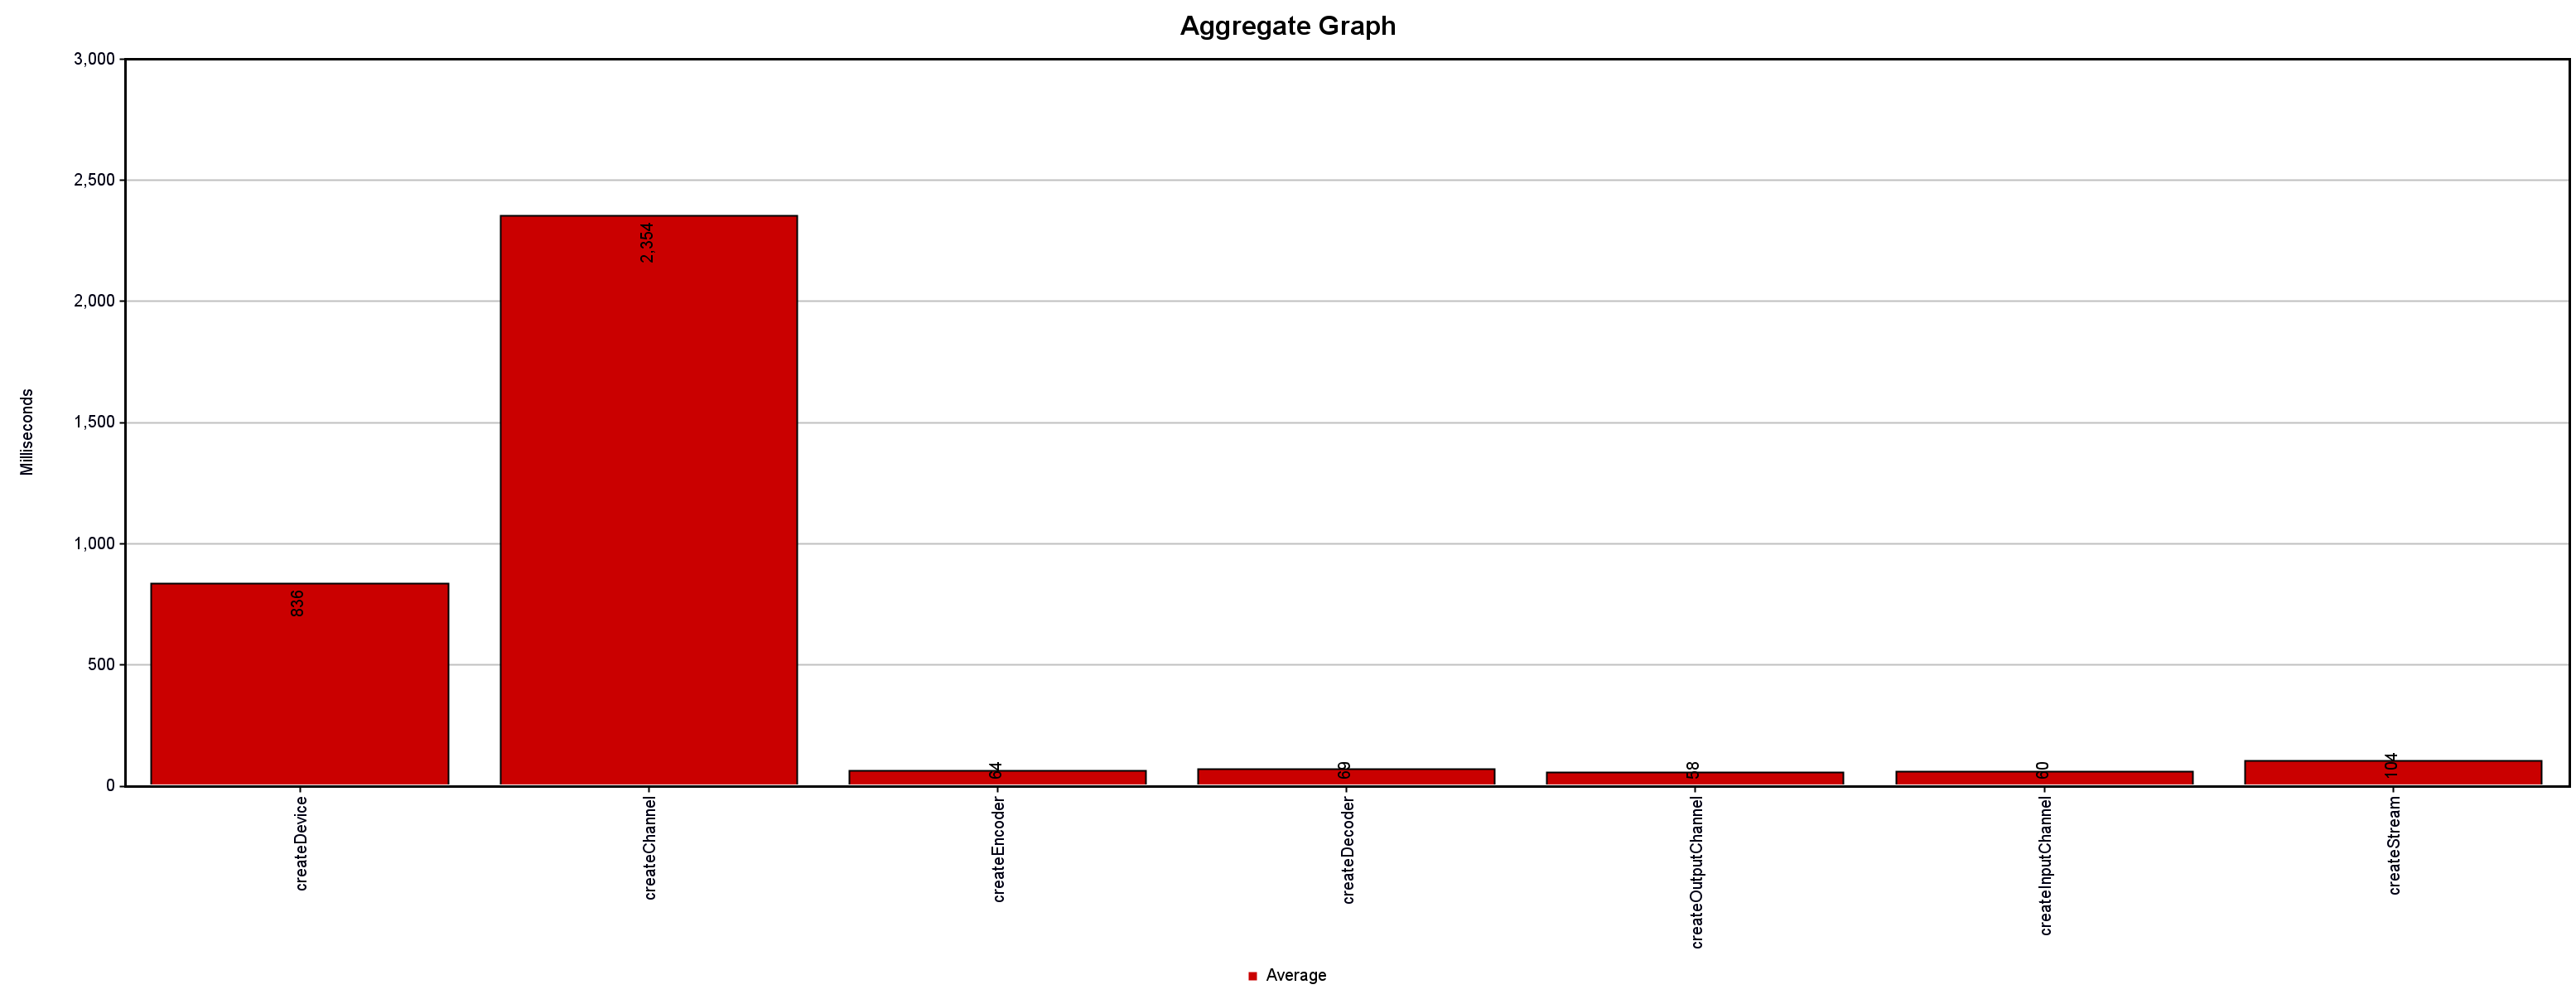 Aggregate Graph
3,000
2,500
2,000
1,500
1,000
500
0
Milliseconds
836
2,354
64
69
58
60
104
createDevice
createChannel
createEncoder
createDecoder
createOutputChannel
createInputChannel
createStream
Average